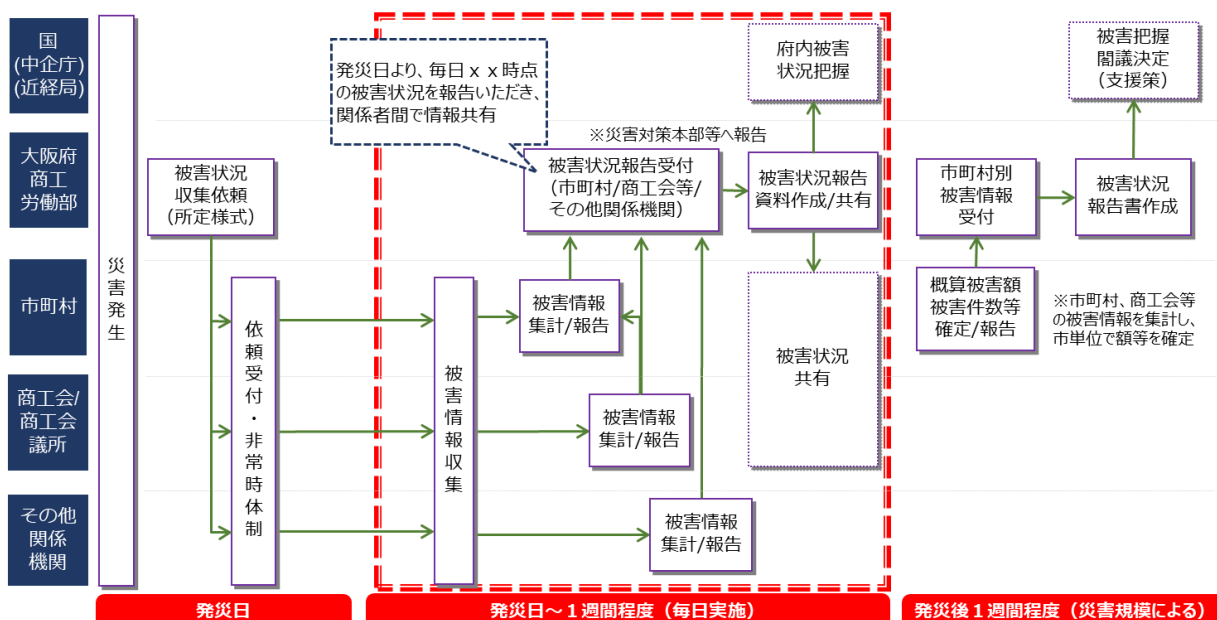 国
(中企庁)
(近経局)
大阪府
商工
労働部
市町村
商工会/
商工会
議所
その他
関係
機関
災害発生
被害状況
収集依頼
(所定様式)
依頼受付・非常時体制
発災日より、毎日ｘｘ時点
の被害状況を報告いただき、
関係者間で情報共有
被害情報収集
※災害対策本部等へ報告
被害状況報告受付
(市町村/商工会等/
その他関係機関)
被害情報
集計/報告
被害情報
集計/報告
被害情報
集計/報告
府内被害
状況把握
被害状況報告
資料作成/共有
被害状況
共有
市町村別
被害情報
受付
概算被害額
被害件数等
確定/報告
被害把握
閣議決定
(支援策)
被害状況
報告書作成
※市町村、商工会等
の被害情報を集計し、
市単位で額等を確定
発災日
発災日～１週間程度（毎日実施）
発災後１週間程度（災害規模による）